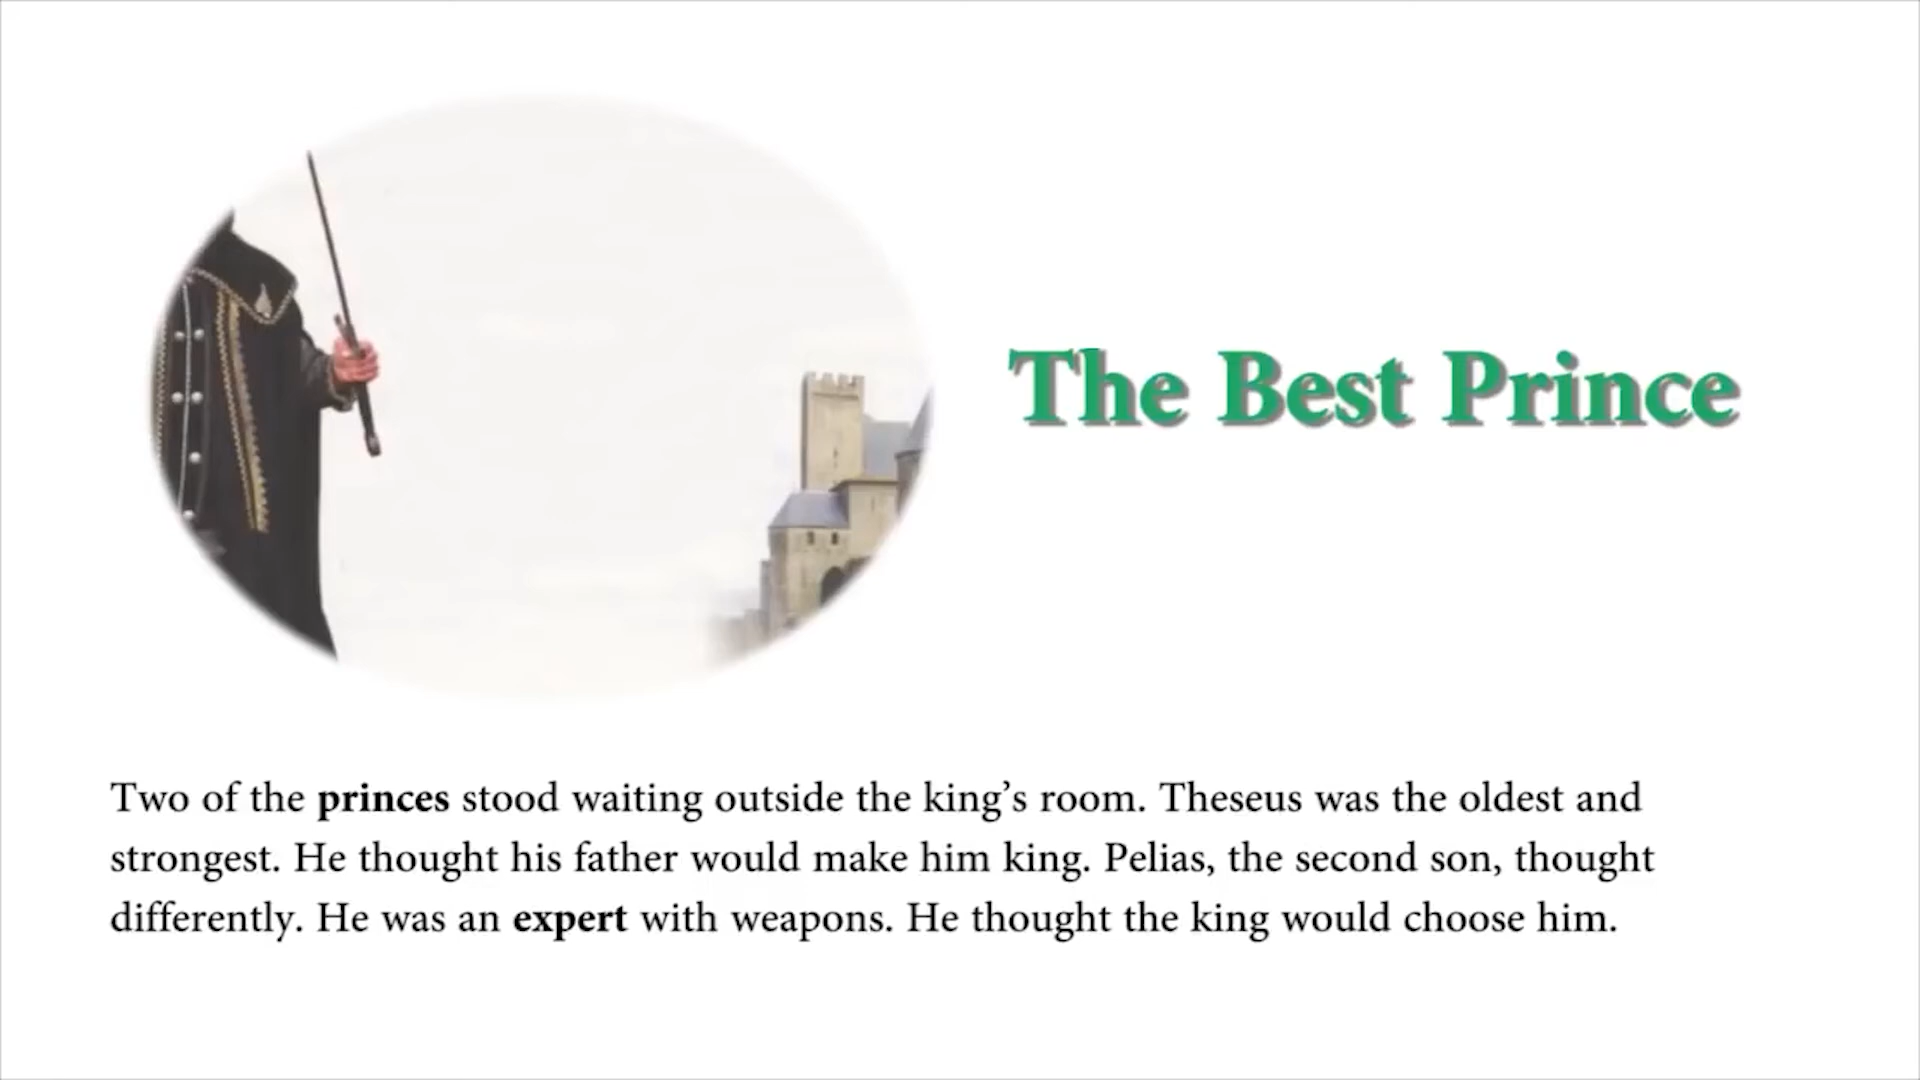 The Best Prince
Two of the princes stood waiting outside the king’s room. Theseus was the oldest and
strongest. He thought his father would make him king. Pelias, the second son, thought
differently. He was an expert with weapons. He thought the king would choose him.